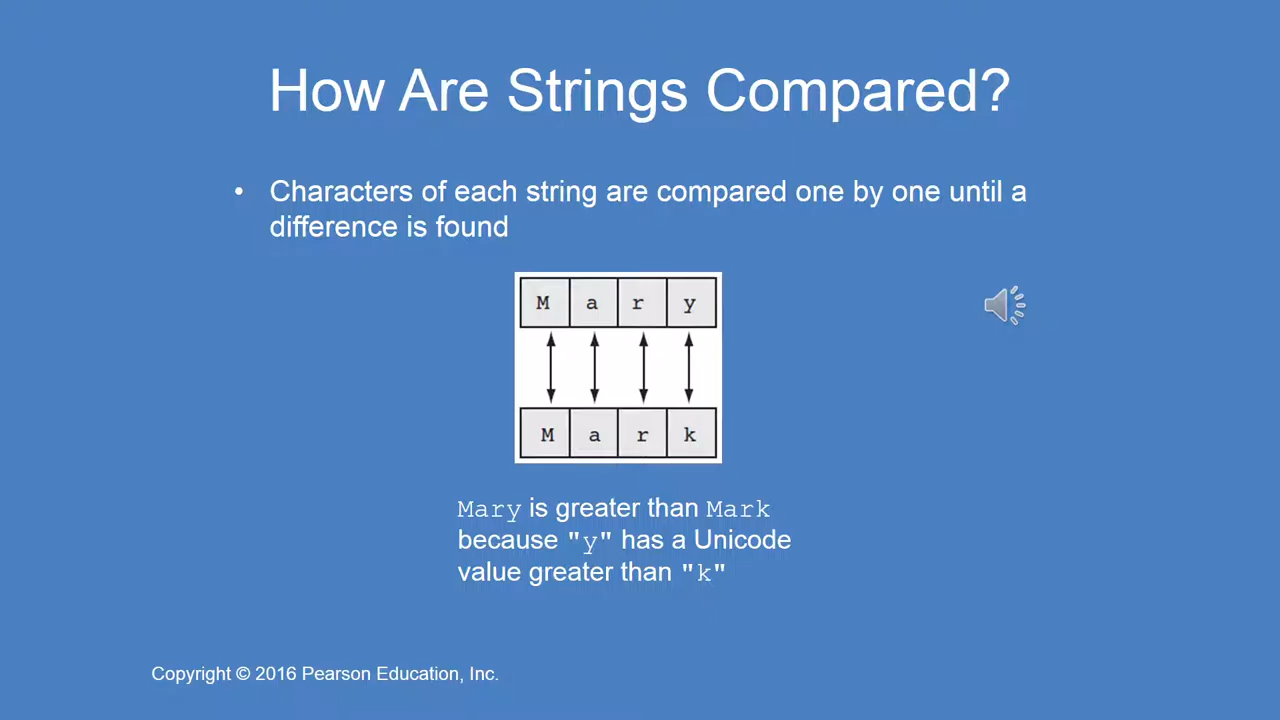 How Are Strings Compared?
• Characters of each string are compared one by one until a
difference is found
M a r y
M a r k
Mary is greater than Mark
because "y" has a Unicode
value greater than "k"
Copyright © 2016 Pearson Education, Inc.